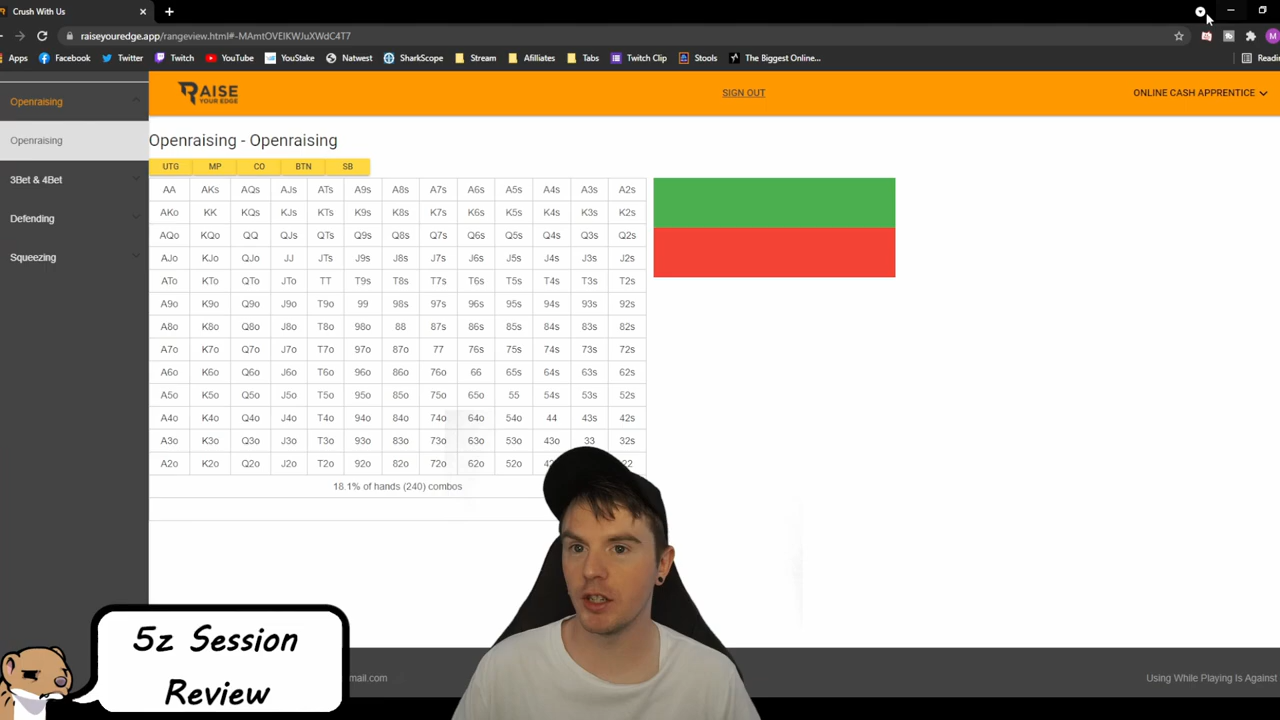 Crush With Us
raiseyouredge.app/rangeview.html#-MAmtOVEIKWJuXWdC4T7
Apps Facebook Twitter Twitch YouTube YouStake Natwest SharkScope Stream Afilliates Tabs Twitch Clip Stools The Biggest Online...
Openraising
Openraising
3Bet & 4Bet
Defending
Squeezing
RAISE YOUR EDGE
SIGN OUT
ONLINE CASH APPRENTICE
Openraising - Openraising
UTG MP CO BTN SB
AA AKs AQs AJs ATs A9s A8s A7s A6s A5s A4s A3s A2s
AKo KK KQs KJs KTs K9s K8s K7s K6s K5s K4s K3s K2s
AQo KQo QQ QJs QTs Q9s Q8s Q7s Q6s Q5s Q4s Q3s Q2s
AJo KJo QJo JJ JTs J9s J8s J7s J6s J5s J4s J3s J2s
ATo KTo QTo JTo TT T9s T8s T7s T6s T5s T4s T3s T2s
A9o K9o Q9o J9o T9o 99 98s 97s 96s 95s 94s 93s 92s
A8o K8o Q8o J8o T8o 98o 88 87s 86s 85s 84s 83s 82s
A7o K7o Q7o J7o T7o 97o 87o 77 76s 75s 74s 73s 72s
A6o K6o Q6o J6o T6o 96o 86o 76o 66 65s 64s 63s 62s
A5o K5o Q5o J5o T5o 95o 85o 75o 65o 55 54s 53s 52s
A4o K4o Q4o J4o T4o 94o 84o 74o 64o 54o 44 43s 42s
A3o K3o Q3o J3o T3o 93o 83o 73o 63o 53o 43o 33 32s
A2o K2o Q2o J2o T2o 92o 82o 72o 62o 52o 22
18.1% of hands (240) combos
5z Session
Review
mail.com
Using While Playing Is Against